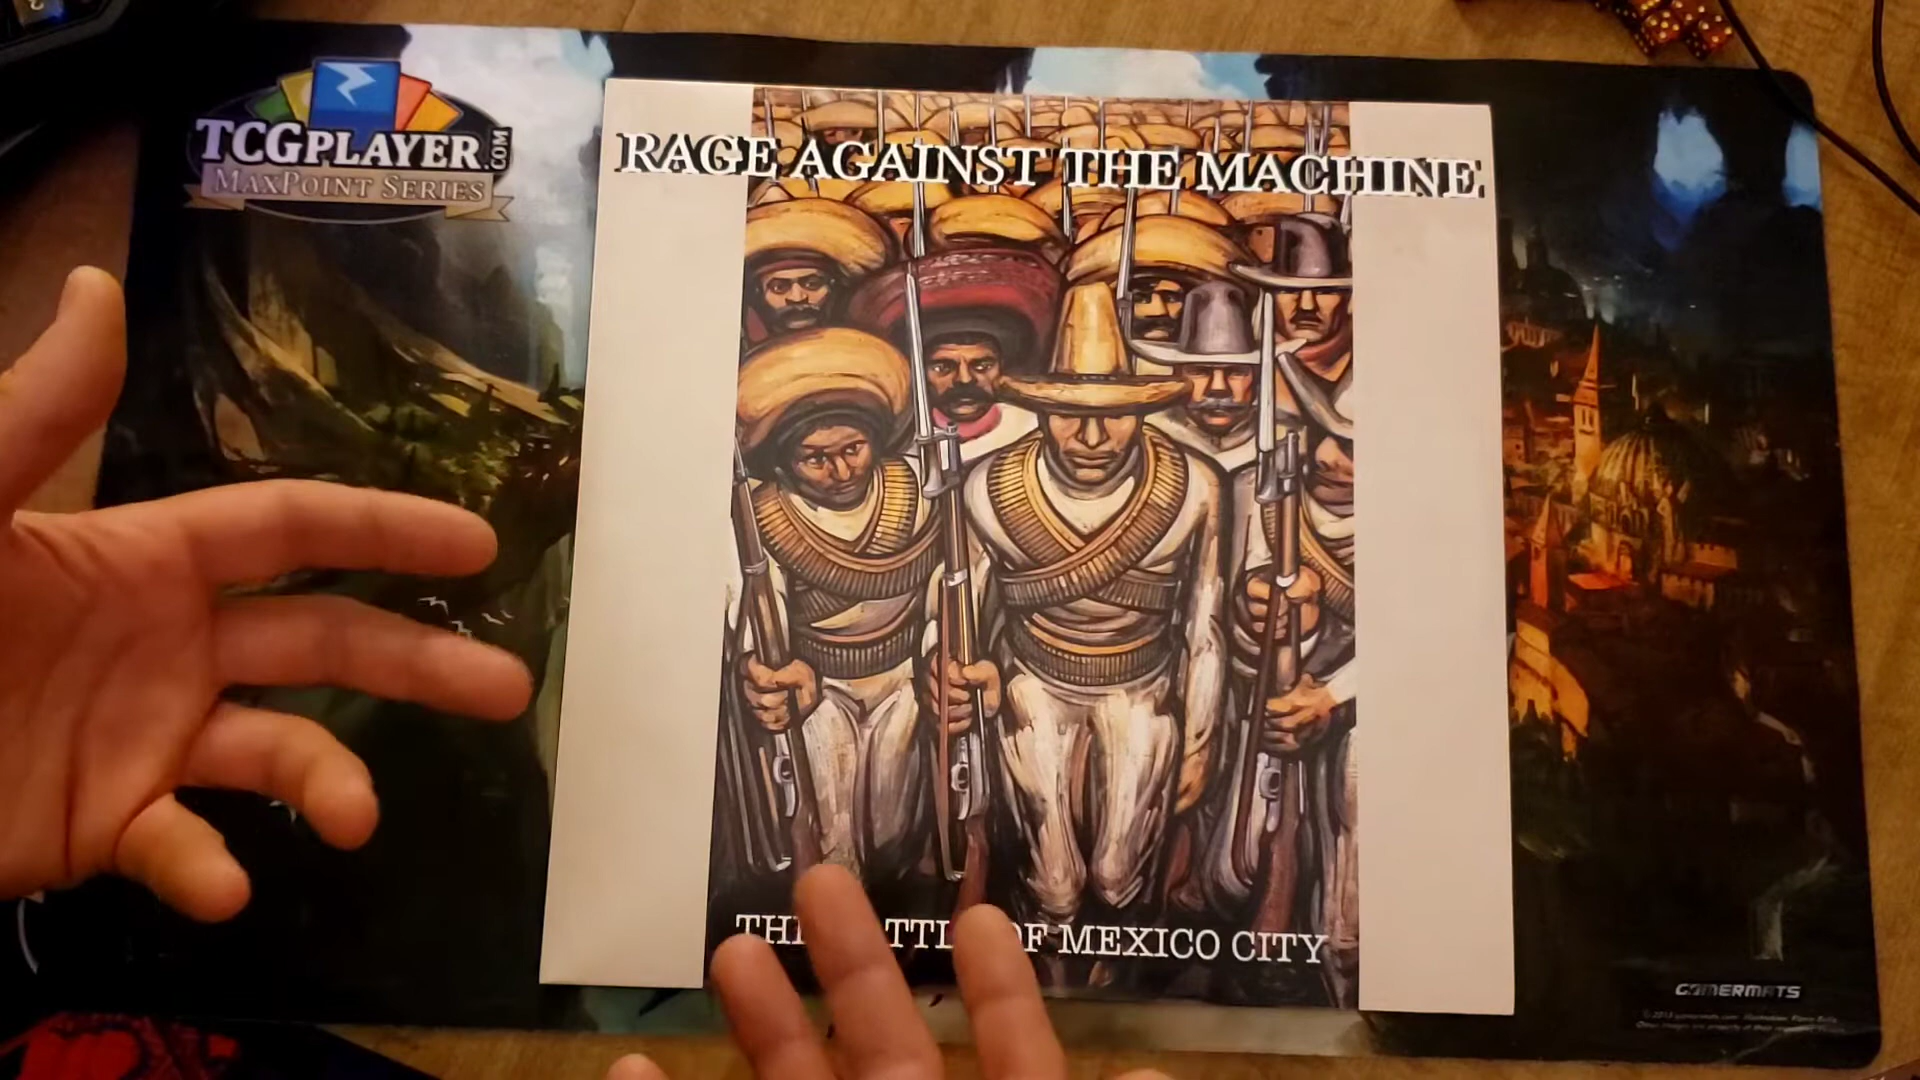 TCGPLAYER.COM
MAXPOINT SERIES
RAGE AGAINST THE MACHINE
OF MEXICO CITY
GAMERMATS